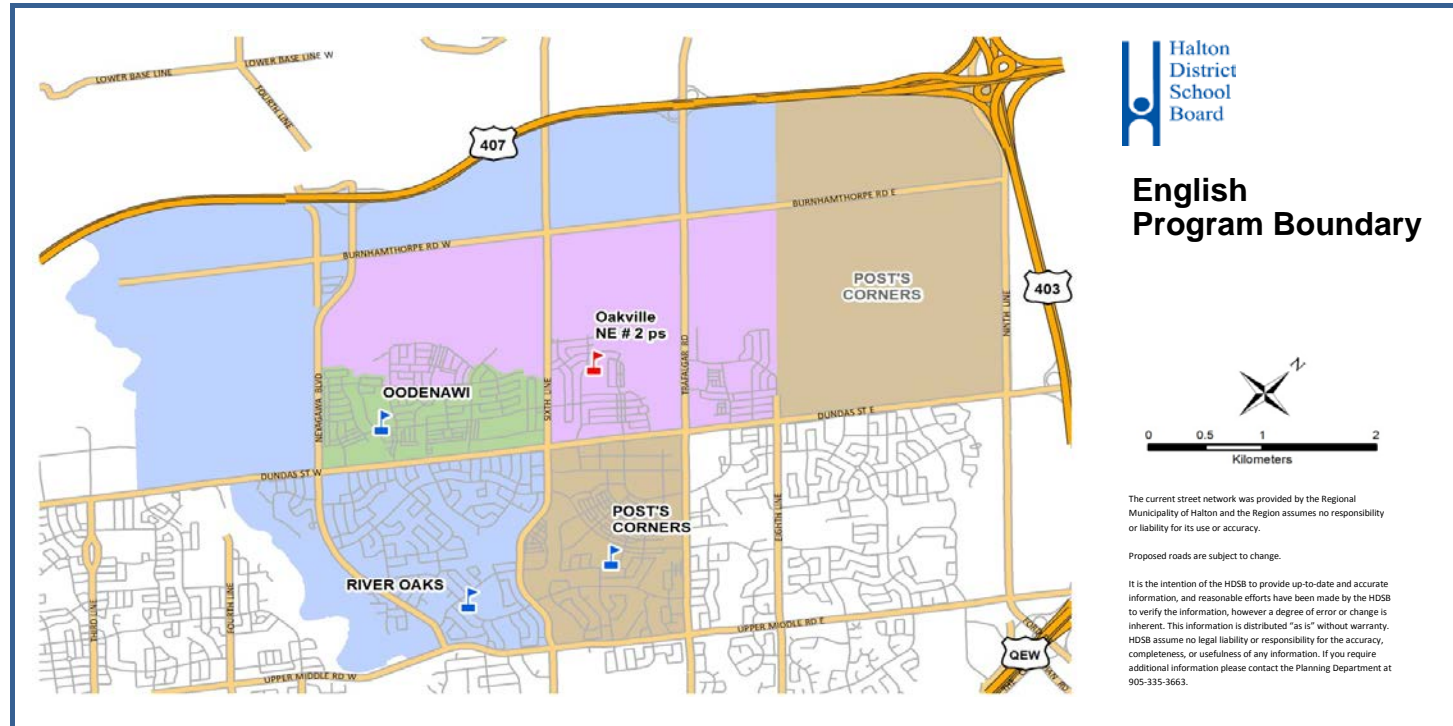 LOWER BASE LINE
LOWER BASE LINE W
FOURTH LINE
407
BURNHAMTHORPE RD W
BURNHAMTHORPE RD E
POST'S
CORNERS
403
NINTH LINE
Oakville
NE # 2 ps
TRAFALGAR RD
SIXTH LINE
NEYAGAWA BLVD
OODENAWI
DUNDAS ST E
DUNDAS ST W
POST'S
CORNERS
EIGHTH LINE
RIVER OAKS
THIRD LINE
FOURTH LINE
UPPER MIDDLE RD E
UPPER MIDDLE RD W
QEW
Halton
District
School
Board
English
Program Boundary
N
0 0.5 1 2
Kilometers
The current street network was provided by the Regional
Municipality of Halton and the Region assumes no responsibility
or liability for its use or accuracy.
Proposed roads are subject to change.
It is the intention of the HDSB to provide up-to-date and accurate
information, and reasonable efforts have been made by the HDSB
to verify the information, however a degree of error or change is
inherent. This information is distributed “as is” without warranty.
HDSB assume no legal liability or responsibility for the accuracy,
completeness, or usefulness of any information. If you require
additional information please contact the Planning Department at
905-335-3663.